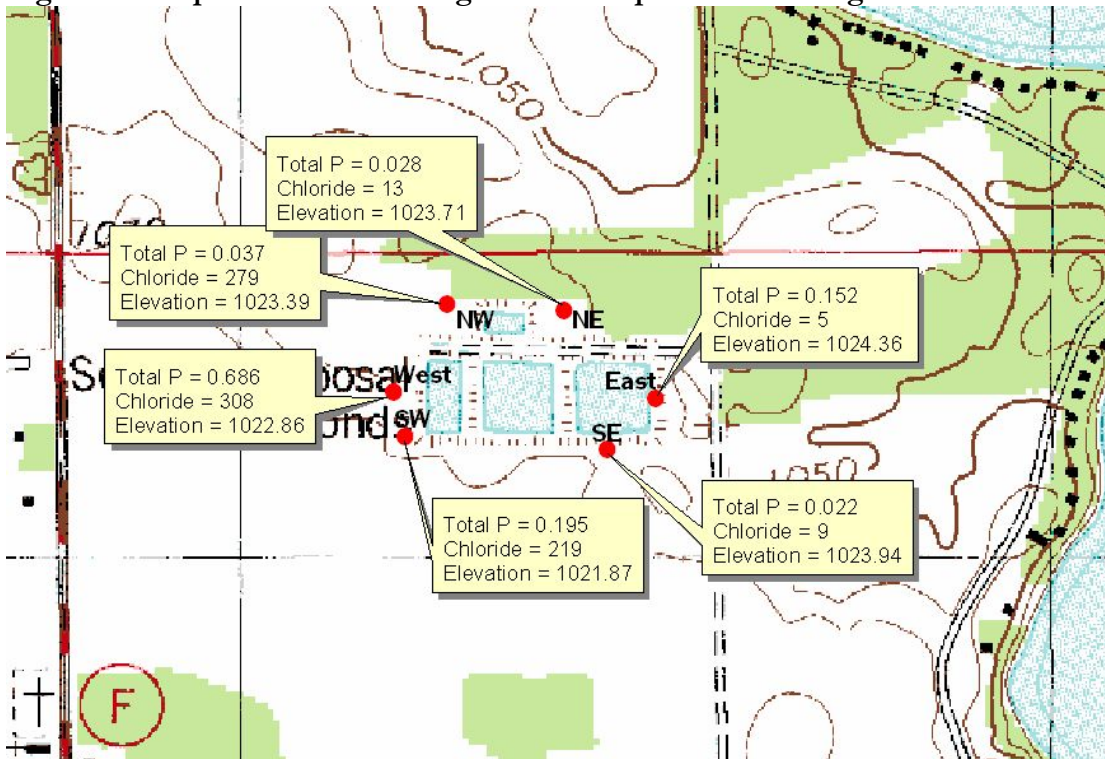 1050
Total P = 0.028
Chloride = 13
Elevation = 1023.71
Total P = 0.037
Chloride = 279
Elevation = 1023.39
NW
NE
Total P = 0.152
Chloride = 5
Elevation = 1024.36
Total P = 0.686
Chloride = 308
Elevation = 1022.86
West
East
SW
SE
1050
Total P = 0.195
Chloride = 219
Elevation = 1021.87
Total P = 0.022
Chloride = 9
Elevation = 1023.94
F